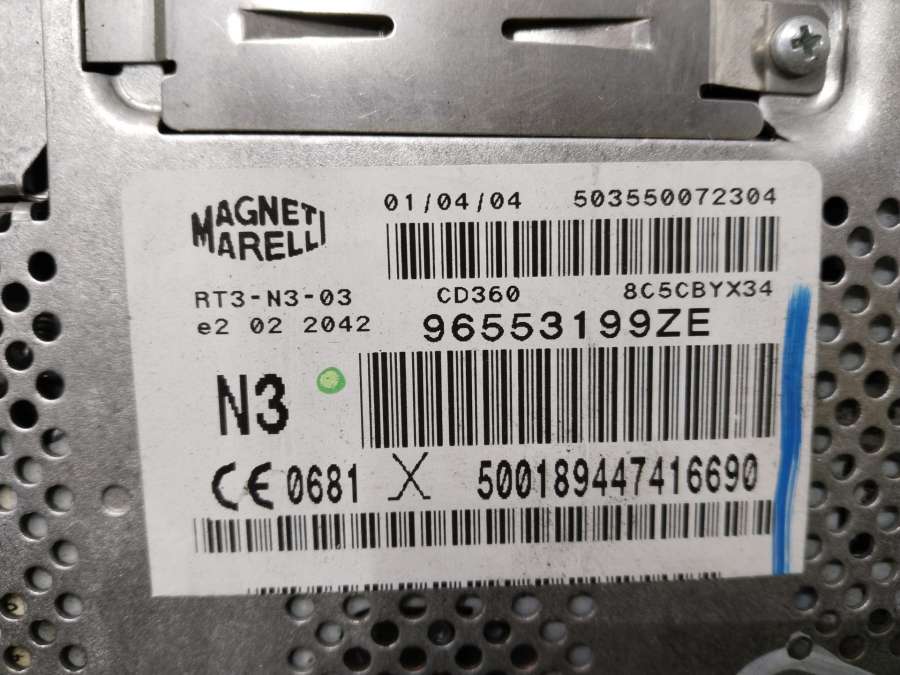 MAGNETI
MARELLI
01/04/04 503550072304
RT3-N3-03 CD360 8C5CBYX34
e2 02 2042 96553199ZE
N3
CE 0681 X 500189447416690